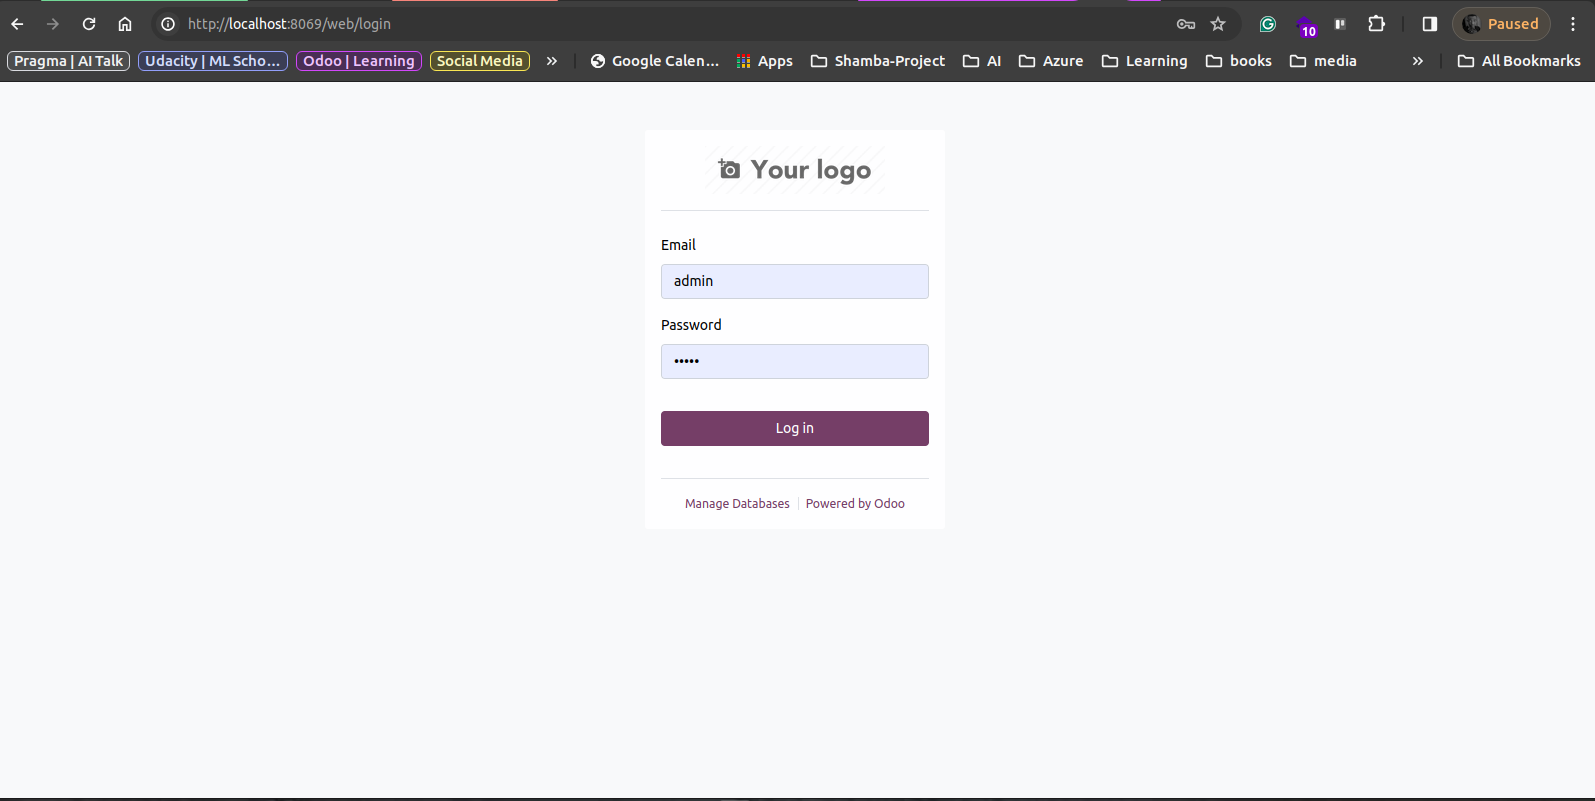 http://localhost:8069/web/login
10
Paused
Pragma | AI Talk
Udacity | ML Scho...
Odoo | Learning
Social Media
»
Google Calen...
Apps
Shamba-Project
AI
Azure
Learning
books
media
»
All Bookmarks
Your logo
Email
admin
Password
•••••
Log in
Manage Databases | Powered by Odoo